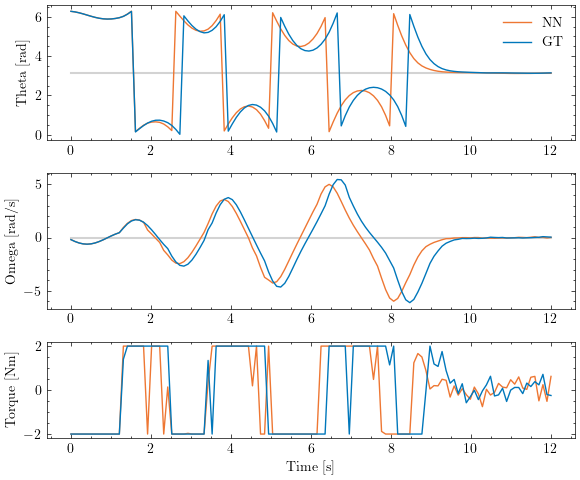 6
4
2
0
Theta [rad]
NN
GT
0 2 4 6 8 10 12
5
0
−5
Omega [rad/s]
0 2 4 6 8 10 12
2
0
−2
Torque [Nm]
0 2 4 6 8 10 12
Time [s]